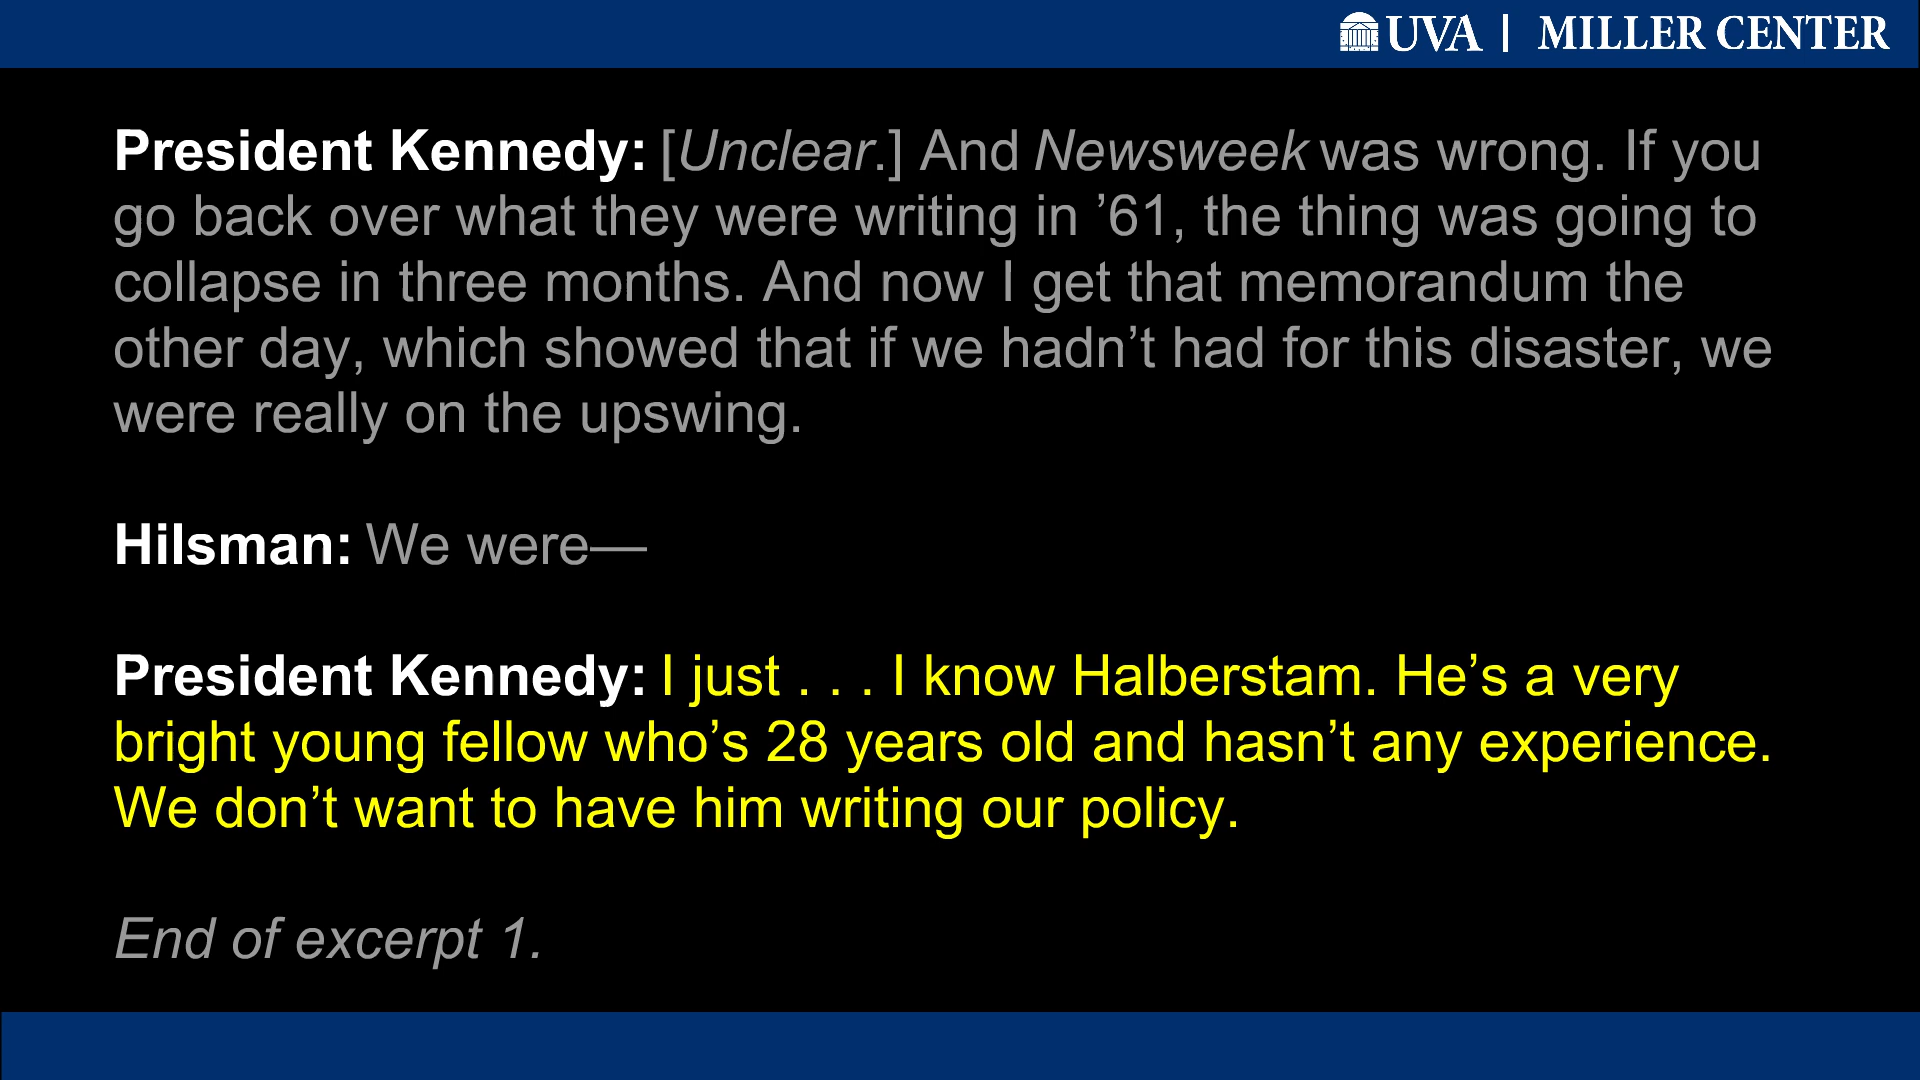 UVA | MILLER CENTER
President Kennedy: [Unclear.] And Newsweek was wrong. If you
go back over what they were writing in ’61, the thing was going to
collapse in three months. And now I get that memorandum the
other day, which showed that if we hadn’t had for this disaster, we
were really on the upswing.
Hilsman: We were—
President Kennedy: I just . . . I know Halberstam. He’s a very
bright young fellow who’s 28 years old and hasn’t any experience.
We don’t want to have him writing our policy.
End of excerpt 1.